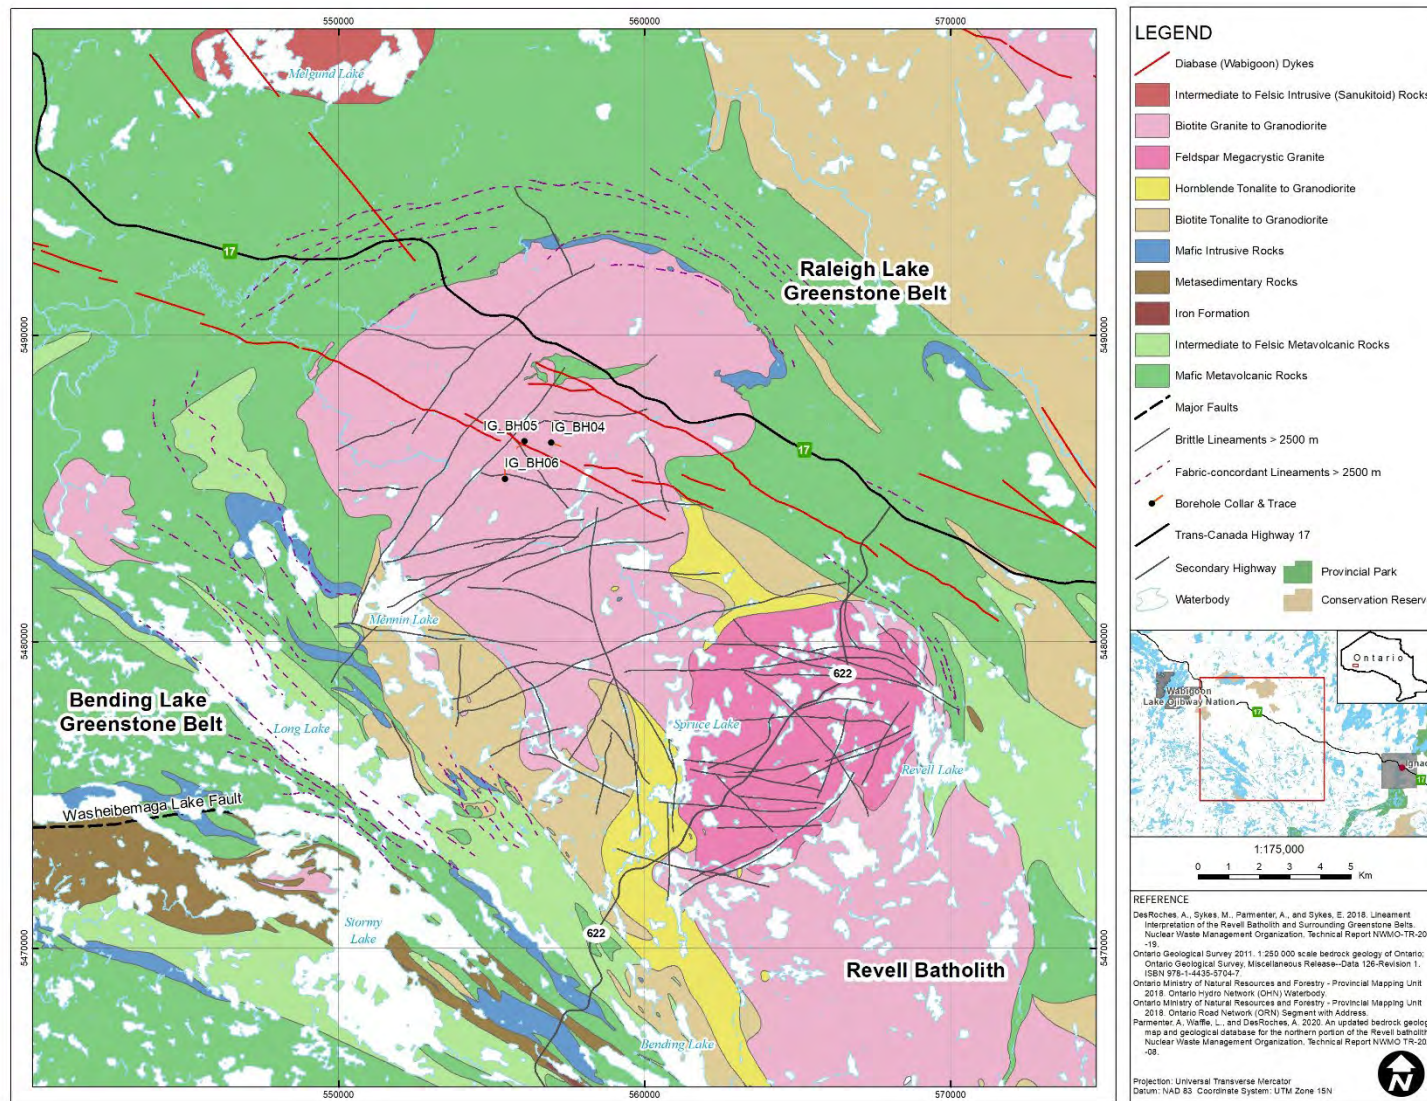 550000
560000
570000
Melgund Lake
17
Raleigh Lake
Greenstone Belt
5490000
5490000
IG_BH05
IG_BH04
IG_BH06
17
Mennin Lake
5480000
5480000
622
Bending Lake
Greenstone Belt
Long Lake
Spruce Lake
Revell Lake
Washeibemaga Lake Fault
Stormy
Lake
622
5470000
5470000
Revell Batholith
Bending Lake
550000
560000
570000
LEGEND
Diabase (Wabigoon) Dykes
Intermediate to Felsic Intrusive (Sanukitoid) Rocks
Biotite Granite to Granodiorite
Feldspar Megacrystic Granite
Hornblende Tonalite to Granodiorite
Biotite Tonalite to Granodiorite
Mafic Intrusive Rocks
Metasedimentary Rocks
Iron Formation
Intermediate to Felsic Metavolcanic Rocks
Mafic Metavolcanic Rocks
Major Faults
Brittle Lineaments > 2500 m
Fabric-concordant Lineaments > 2500 m
Borehole Collar & Trace
Trans-Canada Highway 17
Secondary Highway
Provincial Park
Waterbody
Conservation Reserv
Ontario
Wabigoon
Lake Ojibway Nation
17
Ignac
17
1:175,000
0 1 2 3 4 5
Km
REFERENCE
DesRoches, A., Sykes, M., Parmenter, A., and Sykes, E. 2018. Lineament
Interpretation of the Revell Batholith and Surrounding Greenstone Belts.
Nuclear Waste Management Organization. Technical Report NWMO-TR-20
-19.
Ontario Geological Survey 2011. 1:250 000 scale bedrock geology of Ontario;
Ontario Geological Survey, Miscellaneous Release--Data 126-Revision 1.
ISBN 978-1-4435-5704-7.
Ontario Ministry of Natural Resources and Forestry - Provincial Mapping Unit
2018. Ontario Hydro Network (OHN) Waterbody.
Ontario Ministry of Natural Resources and Forestry - Provincial Mapping Unit
2018. Ontario Road Network (ORN) Segment with Address.
Parmenter, A, Waffle, L., and DesRoches, A. 2020. An updated bedrock geolog
map and geological database for the northern portion of the Revell batholith
Nuclear Waste Management Organization. Technical Report NWMO TR-20
-08.
Projection: Universal Transverse Mercator
Datum: NAD 83 Coordinate System: UTM Zone 15N
N